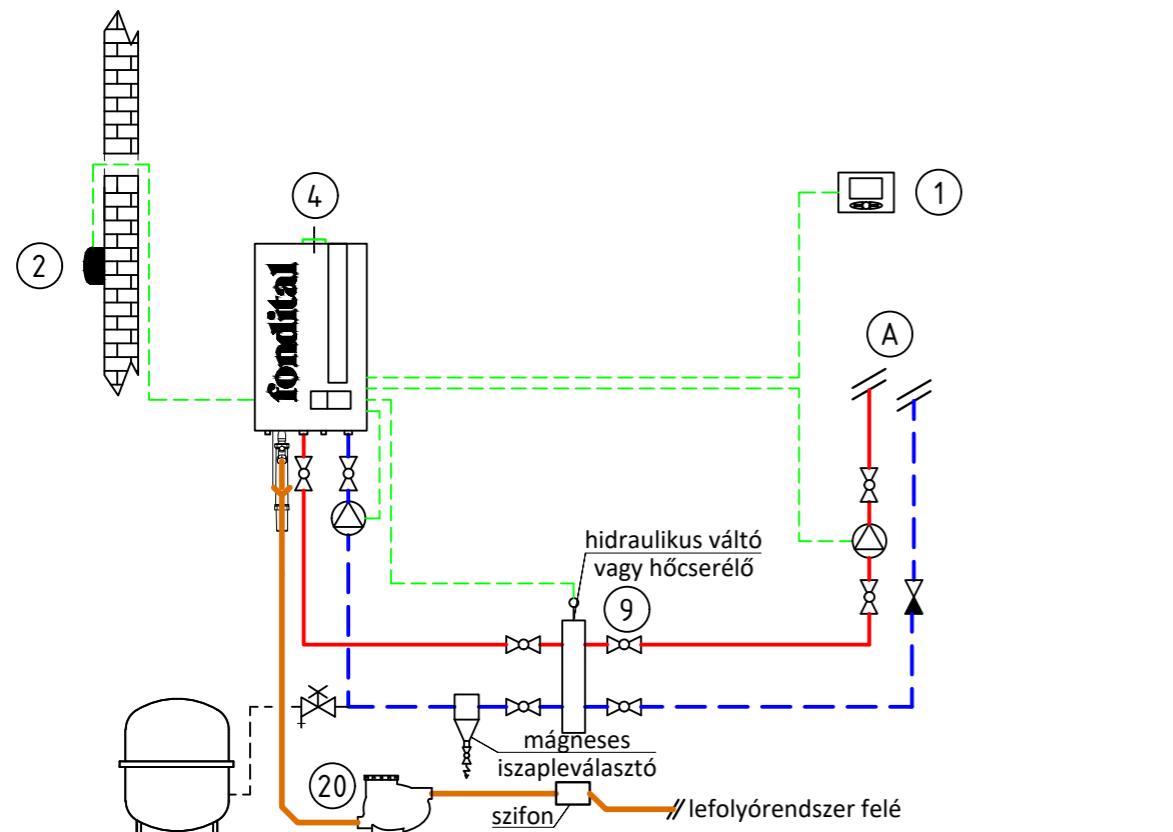 4
1
2
fondital
A
hidraulikus váltó
vagy hőcserélő
9
mágneses
iszapleválasztó
20
szifon
lefolyórendszer felé